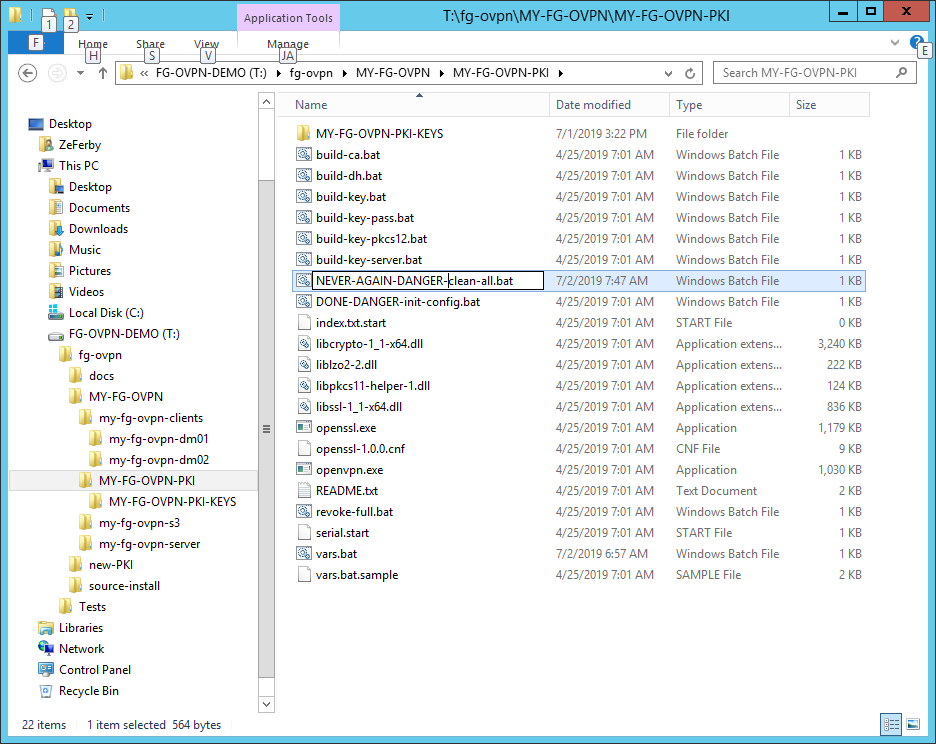 1 2 Application Tools T:\fg-ovpn\MY-FG-OVPN\MY-FG-OVPN-PKI
F Home Share View Manage
H S V JA E
« FG-OVPN-DEMO (T:) fg-ovpn MY-FG-OVPN MY-FG-OVPN-PKI Search MY-FG-OVPN-PKI
Name Date modified Type Size
Desktop
ZeFerby
This PC
Desktop
Documents
Downloads
Music
Pictures
Videos
Local Disk (C:)
FG-OVPN-DEMO (T:)
fg-ovpn
docs
MY-FG-OVPN
my-fg-ovpn-clients
my-fg-ovpn-dm01
my-fg-ovpn-dm02
MY-FG-OVPN-PKI
MY-FG-OVPN-PKI-KEYS
my-fg-ovpn-s3
my-fg-ovpn-server
new-PKI
source-install
Tests
Libraries
Network
Control Panel
Recycle Bin
MY-FG-OVPN-PKI-KEYS 7/1/2019 3:22 PM File folder
build-ca.bat 4/25/2019 7:01 AM Windows Batch File 1 KB
build-dh.bat 4/25/2019 7:01 AM Windows Batch File 1 KB
build-key.bat 4/25/2019 7:01 AM Windows Batch File 1 KB
build-key-pass.bat 4/25/2019 7:01 AM Windows Batch File 1 KB
build-key-pkcs12.bat 4/25/2019 7:01 AM Windows Batch File 1 KB
build-key-server.bat 4/25/2019 7:01 AM Windows Batch File 1 KB
NEVER-AGAIN-DANGER-clean-all.bat 7/2/2019 7:47 AM Windows Batch File 1 KB
DONE-DANGER-init-config.bat 4/25/2019 7:01 AM Windows Batch File 1 KB
index.txt.start 4/25/2019 7:01 AM START File 0 KB
libcrypto-1_1-x64.dll 4/25/2019 7:01 AM Application extens... 3,240 KB
liblzo2-2.dll 4/25/2019 7:01 AM Application extens... 222 KB
libpkcs11-helper-1.dll 4/25/2019 7:01 AM Application extens... 124 KB
libssl-1_1-x64.dll 4/25/2019 7:01 AM Application extens... 836 KB
openssl.exe 4/25/2019 7:01 AM Application 1,179 KB
openssl-1.0.0.cnf 4/25/2019 7:01 AM CNF File 9 KB
openvpn.exe 4/25/2019 7:01 AM Application 1,030 KB
README.txt 4/25/2019 7:01 AM Text Document 2 KB
revoke-full.bat 4/25/2019 7:01 AM Windows Batch File 1 KB
serial.start 4/25/2019 7:01 AM START File 1 KB
vars.bat 7/2/2019 6:57 AM Windows Batch File 1 KB
vars.bat.sample 4/25/2019 7:01 AM SAMPLE File 2 KB
22 items 1 item selected 564 bytes